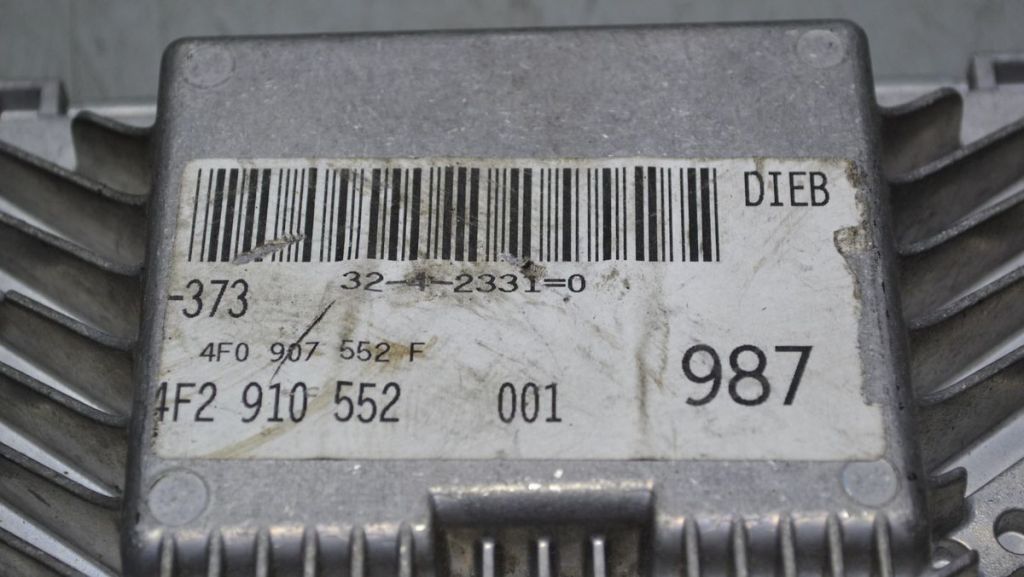 DIEB
32-4-2331=0
-373
4F0 907 552 F
987
4F2 910 552 001